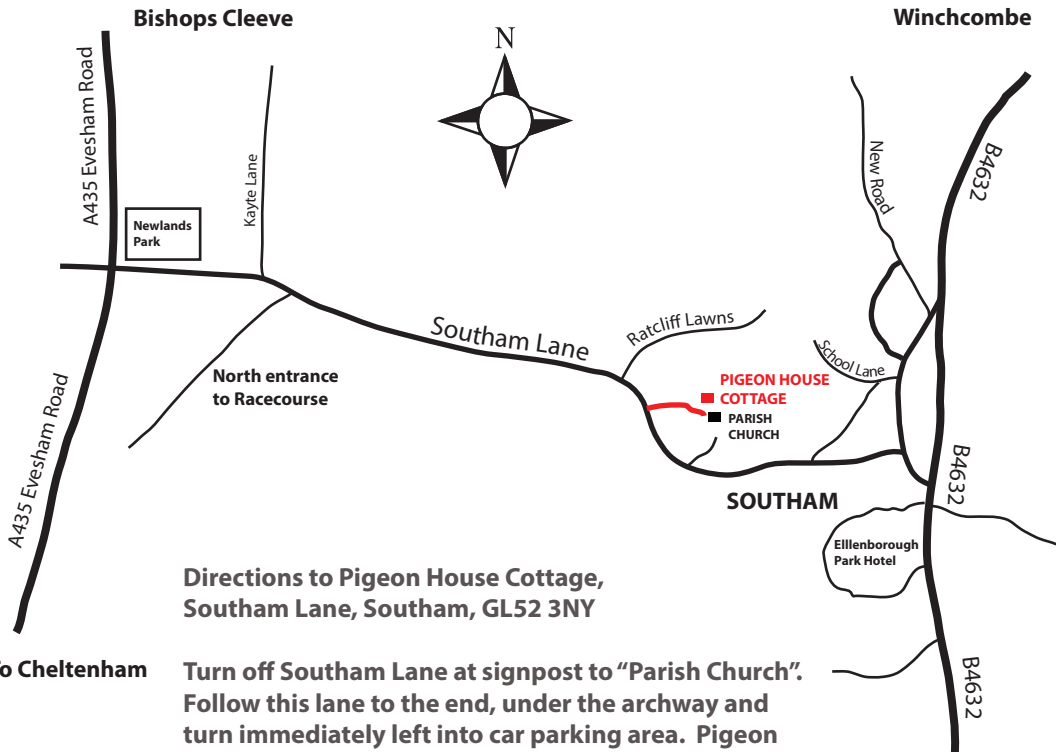 Bishops Cleeve
Winchcombe
N
A435 Evesham Road
Kayte Lane
New Road
B4632
Newlands
Park
Southam Lane
Ratcliff Lawns
School Lane
North entrance
to Racecourse
PIGEON HOUSE
COTTAGE
PARISH
CHURCH
A435 Evesham Road
SOUTHAM
B4632
Elllenborough
Park Hotel
Directions to Pigeon House Cottage,
Southam Lane, Southam, GL52 3NY
o Cheltenham
Turn off Southam Lane at signpost to “Parish Church”.
Follow this lane to the end, under the archway and
turn immediately left into car parking area. Pigeon
B4632